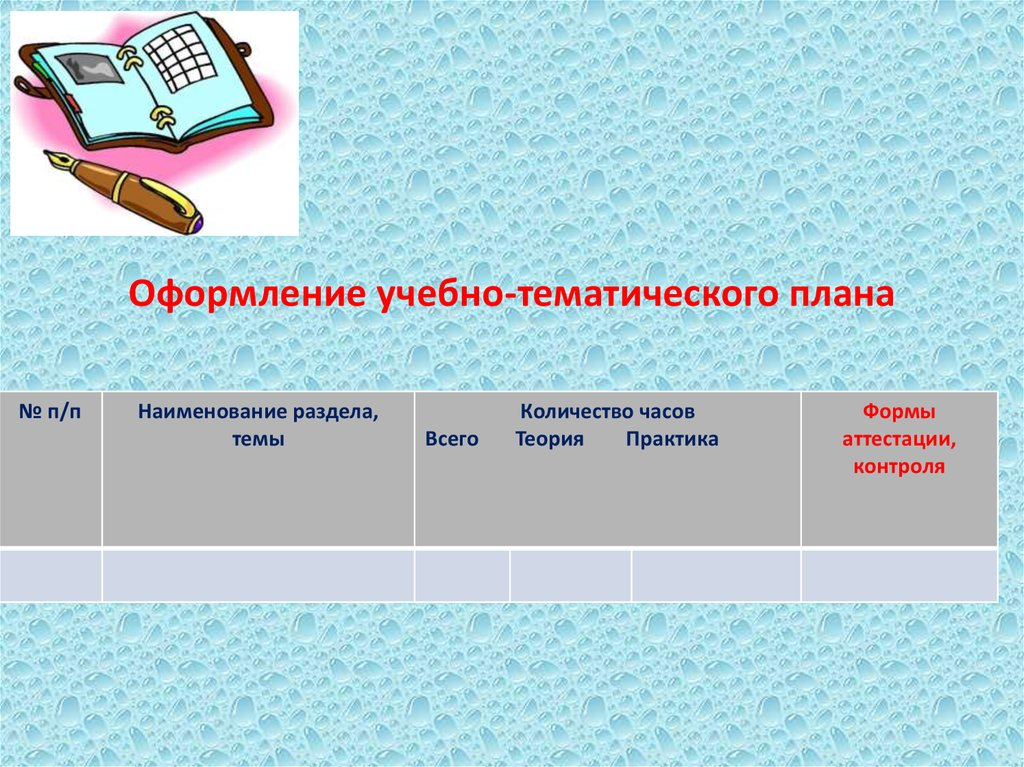 Оформление учебно-тематического плана
№ п/п
Наименование раздела,
темы
Количество часов
Всего Теория Практика
Формы
аттестации,
контроля